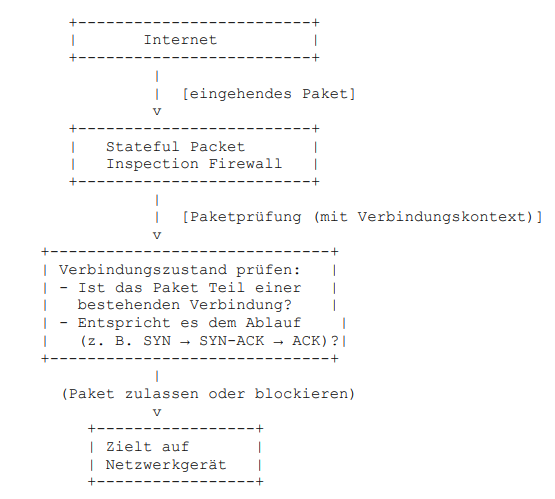 +-------------------------+
|       Internet          |
+-------------------------+
|
|  [eingehendes Paket]
v
+-------------------------+
|   Stateful Packet       |
|   Inspection Firewall   |
+-------------------------+
|
|  [Paketprüfung (mit Verbindungskontext)]
v
+------------------------------+
| Verbindungszustand prüfen:   |
| - Ist das Paket Teil einer   |
|   bestehenden Verbindung?    |
| - Entspricht es dem Ablauf    |
|   (z. B. SYN → SYN-ACK → ACK)?|
+------------------------------+
|
(Paket zulassen oder blockieren)
v
+-----------------+
| Zielt auf       |
| Netzwerkgerät   |
+-----------------+